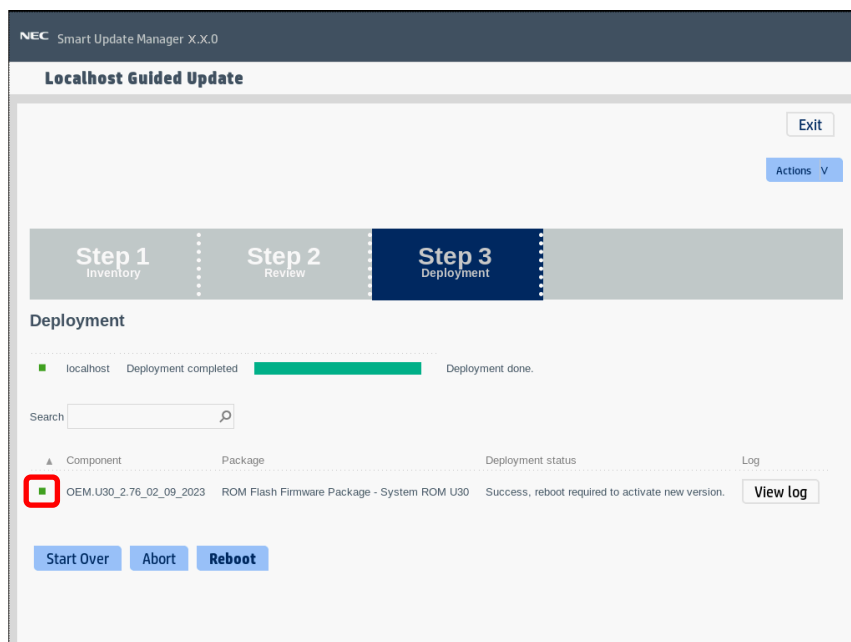 NEC Smart Update Manager X.X.0
Localhost Guided Update
Exit
Actions V
Step 1
Inventory
Step 2
Review
Step 3
Deployment
Deployment
localhost Deployment completed Deployment done.
Search
▲ Component Package Deployment status Log
OEM.U30_2.76_02_09_2023 ROM Flash Firmware Package - System ROM U30 Success, reboot required to activate new version. View log
Start Over Abort Reboot